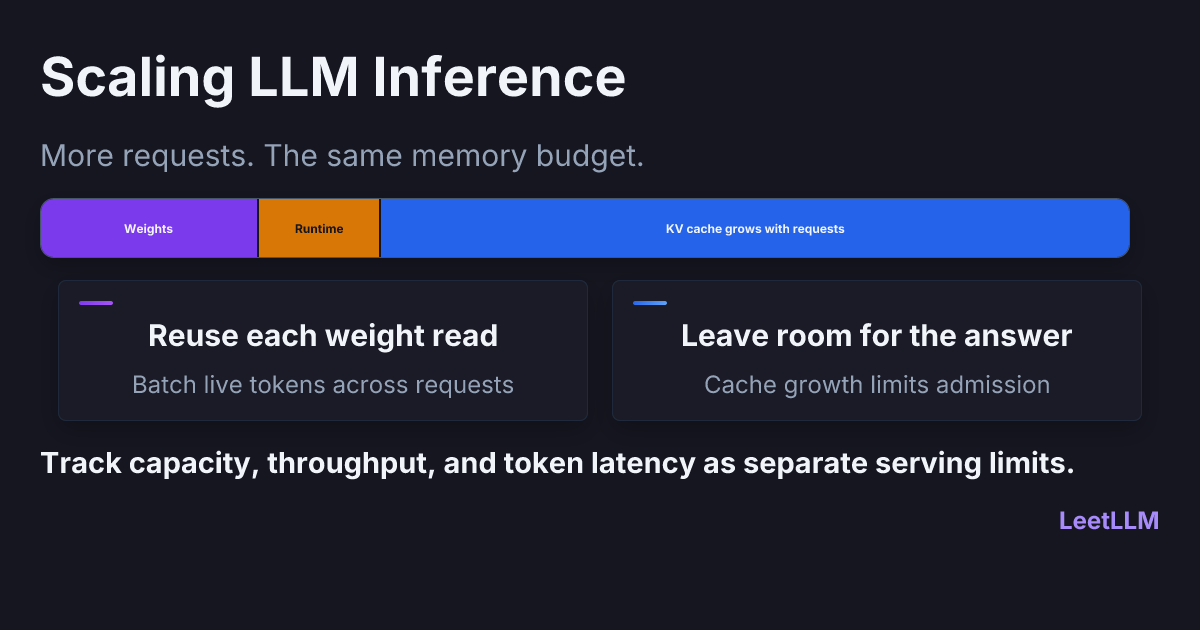 Scaling LLM Inference
More requests. The same memory budget.
Weights
Runtime
KV cache grows with requests
Reuse each weight read
Batch live tokens across requests
Leave room for the answer
Cache growth limits admission
Track capacity, throughput, and token latency as separate serving limits.
LeetLLM